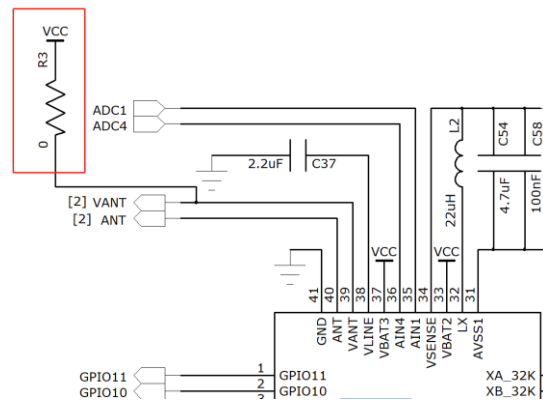 VCC
R3
0
ADC1
ADC4
2.2uF
C37
[2] VANT
[2] ANT
L2
22uH
C54
4.7uF
C58
100nF
VCC
VCC
41
40
39
38
37
36
35
34
33
32
31
GND
ANT
VANT
VLINE
VBAT3
AIN4
AIN1
VSENSE
VBAT2
LX
AVSS1
GPIO11
1
GPIO11
XA_32K
GPIO10
2
GPIO10
XB_32K
3